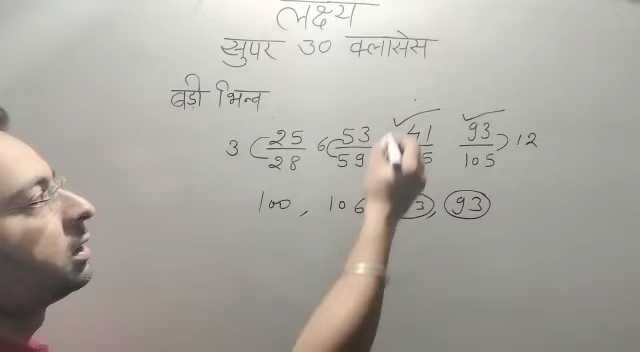 लक्ष्य
सुपर 30 क्लासेस
बड़ी भिन्न
3 ( 25/28 6 ( 53/59 93/105 ) 12
100, 106 93